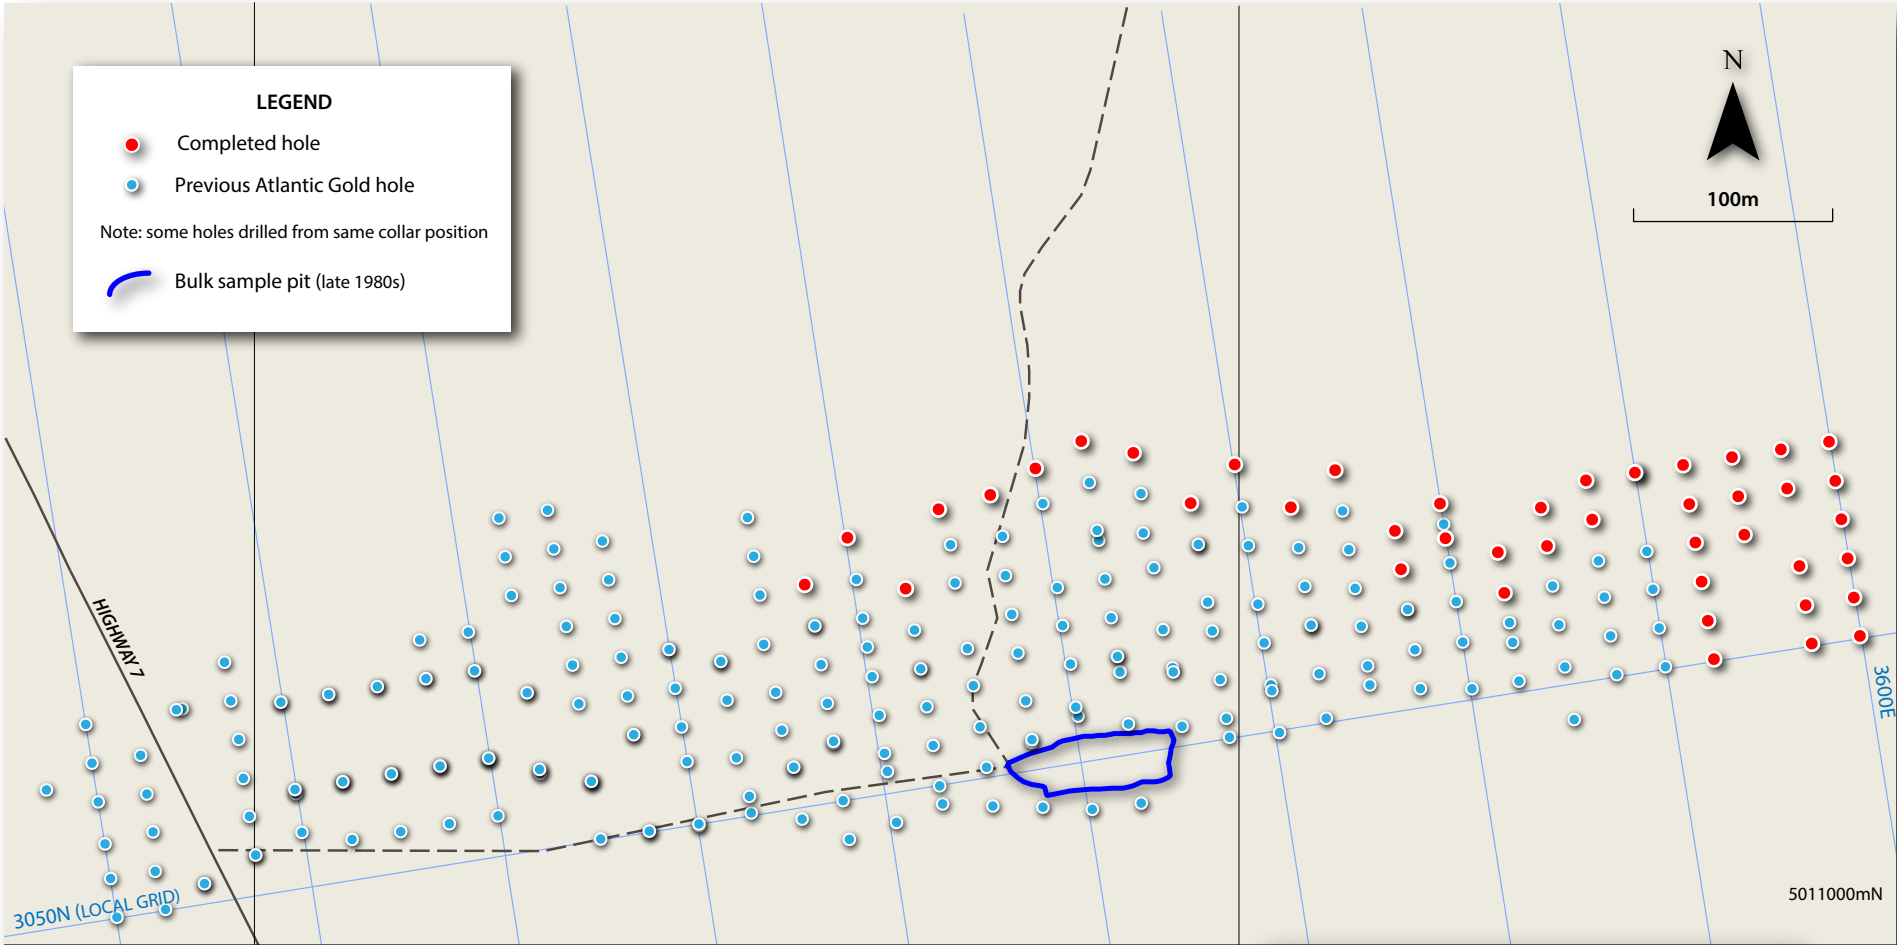 LEGEND
Completed hole
Previous Atlantic Gold hole
Note: some holes drilled from same collar position
Bulk sample pit (late 1980s)
N
100m
HIGHWAY 7
3600E
5011000mN
3050N (LOCAL GRID)